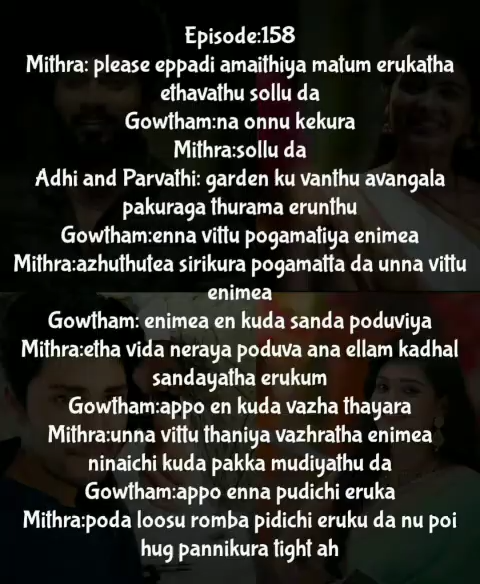 Episode:158
Mithra: please eppadi amaithiya matum erukatha
ethavathu sollu da
Gowtham:na onnu kekura
Mithra:sollu da
Adhi and Parvathi: garden ku vanthu avangala
pakuraga thurama erunthu
Gowtham:enna vittu pogamatiya enimea
Mithra:azhuthutea sirikura pogamatta da unna vittu
enimea
Gowtham: enimea en kuda sanda poduviya
Mithra:etha vida neraya poduva ana ellam kadhal
sandayatha erukum
Gowtham:appo en kuda vazha thayara
Mithra:unna vittu thaniya vazhratha enimea
ninaichi kuda pakka mudiyathu da
Gowtham:appo enna pudichi eruka
Mithra:poda loosu romba pidichi eruku da nu poi
hug pannikura tight ah